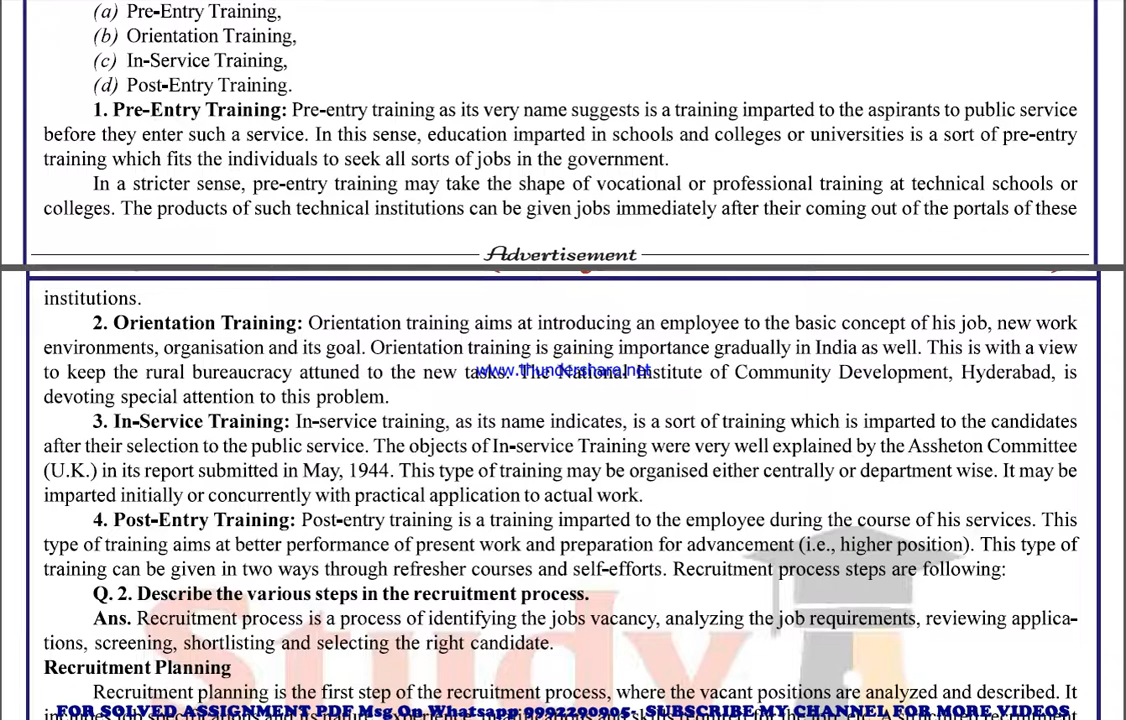 (a) Pre-Entry Training,
(b) Orientation Training,
(c) In-Service Training,
(d) Post-Entry Training.
1. Pre-Entry Training: Pre-entry training as its very name suggests is a training imparted to the aspirants to public service
before they enter such a service. In this sense, education imparted in schools and colleges or universities is a sort of pre-entry
training which fits the individuals to seek all sorts of jobs in the government.
In a stricter sense, pre-entry training may take the shape of vocational or professional training at technical schools or
colleges. The products of such technical institutions can be given jobs immediately after their coming out of the portals of these
Advertisement
institutions.
2. Orientation Training: Orientation training aims at introducing an employee to the basic concept of his job, new work
environments, organisation and its goal. Orientation training is gaining importance gradually in India as well. This is with a view
to keep the rural bureaucracy attuned to the new tasks. The National Institute of Community Development, Hyderabad, is
www.thundershare.net
devoting special attention to this problem.
3. In-Service Training: In-service training, as its name indicates, is a sort of training which is imparted to the candidates
after their selection to the public service. The objects of In-service Training were very well explained by the Assheton Committee
(U.K.) in its report submitted in May, 1944. This type of training may be organised either centrally or department wise. It may be
imparted initially or concurrently with practical application to actual work.
4. Post-Entry Training: Post-entry training is a training imparted to the employee during the course of his services. This
type of training aims at better performance of present work and preparation for advancement (i.e., higher position). This type of
training can be given in two ways through refresher courses and self-efforts. Recruitment process steps are following:
Q. 2. Describe the various steps in the recruitment process.
Ans. Recruitment process is a process of identifying the jobs vacancy, analyzing the job requirements, reviewing applica-
tions, screening, shortlisting and selecting the right candidate.
Study
Recruitment Planning
Recruitment planning is the first step of the recruitment process, where the vacant positions are analyzed and described. It
FOR SOLVED ASSIGNMENT PDF Msg On Whatsapp:9992290905- SUBSCRIBE MY CHANNEL FOR MORE VIDEOS